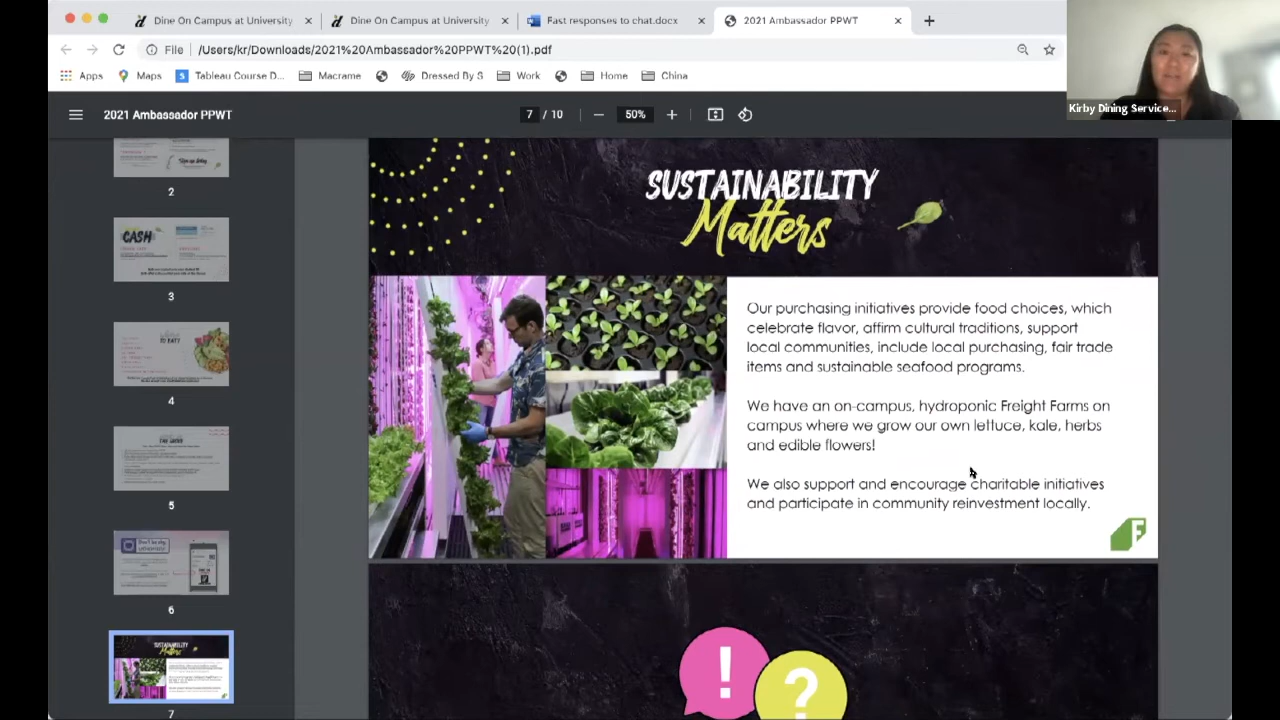 Dine On Campus at University
Dine On Campus at University
Fast responses to chat.docx
2021 Ambassador PPWT
File
/Users/kr/Downloads/2021%20Ambassador%20PPWT%20(1).pdf
Apps
Maps
Tableau Course D...
Macrame
Dressed By S
Work
Home
China
Kirby Dining Service...
2021 Ambassador PPWT
7 / 10
50%
2
CASH
3
TO EAT?
4
5
6
SUSTAINABILITY
Matters
7
SUSTAINABILITY
Matters
Our purchasing initiatives provide food choices, which
celebrate flavor, affirm cultural traditions, support
local communities, include local purchasing, fair trade
items and sustainable seafood programs.
We have an on-campus, hydroponic Freight Farms on
campus where we grow our own lettuce, kale, herbs
and edible flowers!
We also support and encourage charitable initiatives
and participate in community reinvestment locally.
F
!
?